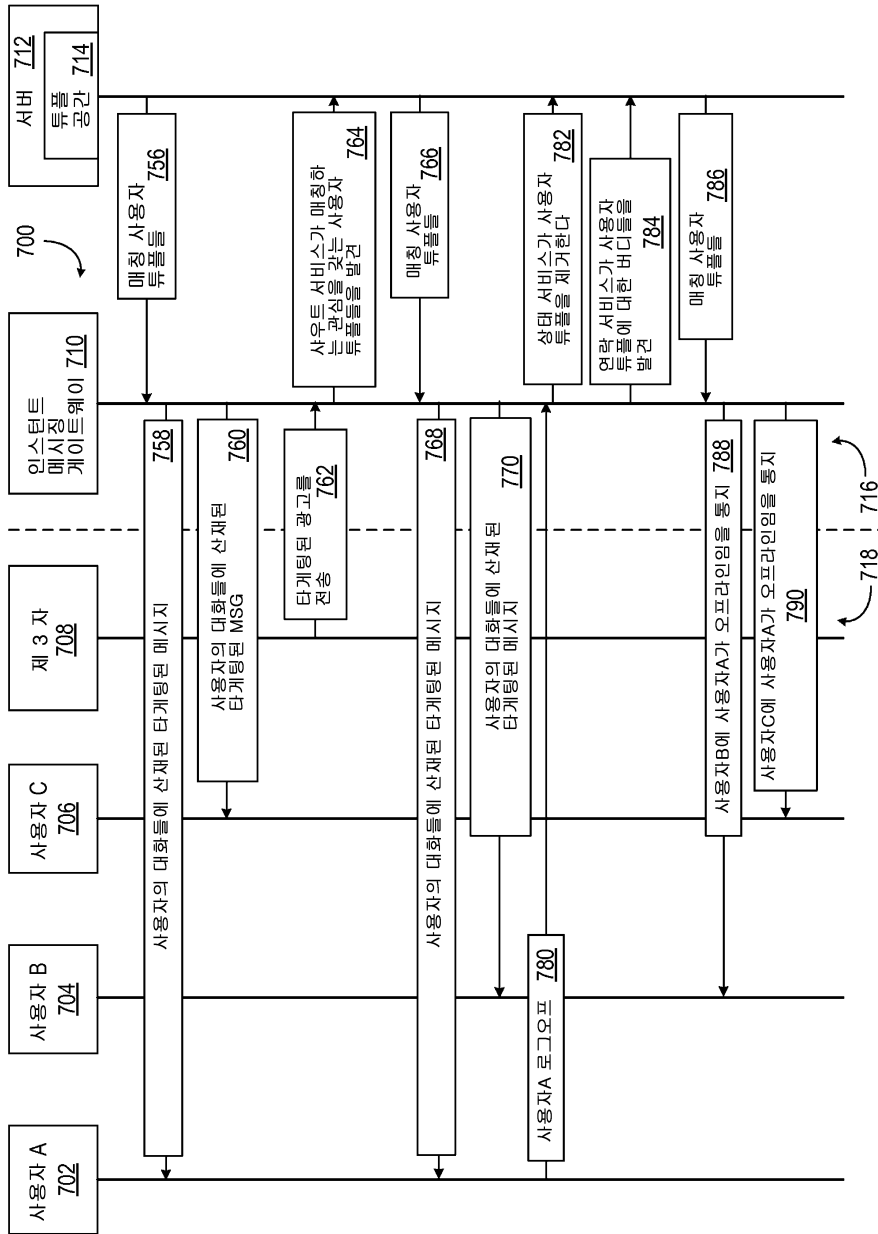 사용자 A
702
사용자 B
704
사용자 C
706
제 3 자
708
인스턴트
메시징
게이트웨이 710
700
서버 712
튜플
공간 714
매칭 사용자
튜플들 756
사용자의 대화들에 산재된 타게팅된 메시지 758
사용자의 대화들에 산재된
타게팅된 MSG 760
타게팅된 광고를
전송 762
샤우트 서비스가 매칭하
는 관심을 갖는 사용자
튜플들을 발견 764
매칭 사용자
튜플들 766
사용자의 대화들에 산재된 타게팅된 메시지 768
사용자의 대화들에 산재된
타게팅된 메시지 770
사용자A 로그오프 780
상태 서비스가 사용자
튜플을 제거한다 782
연락 서비스가 사용자
튜플에 대한 버디들을
발견 784
매칭 사용자
튜플들 786
사용자B에 사용자A가 오프라인임을 통지 788
사용자C에 사용자A가 오프라인임을 통지
790
718
716